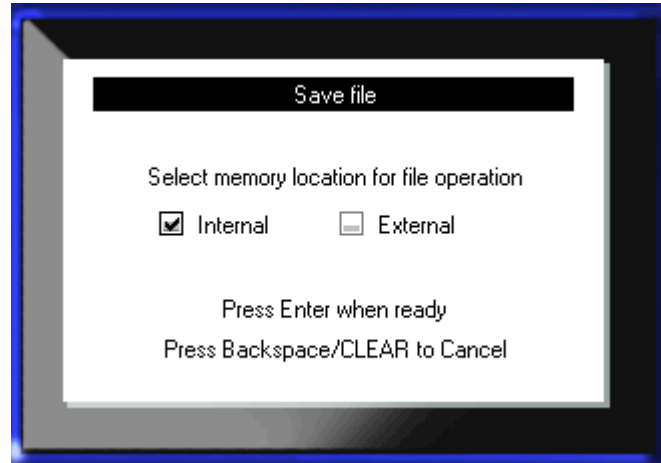 Save file
Select memory location for file operation
Internal External
Press Enter when ready
Press Backspace/CLEAR to Cancel